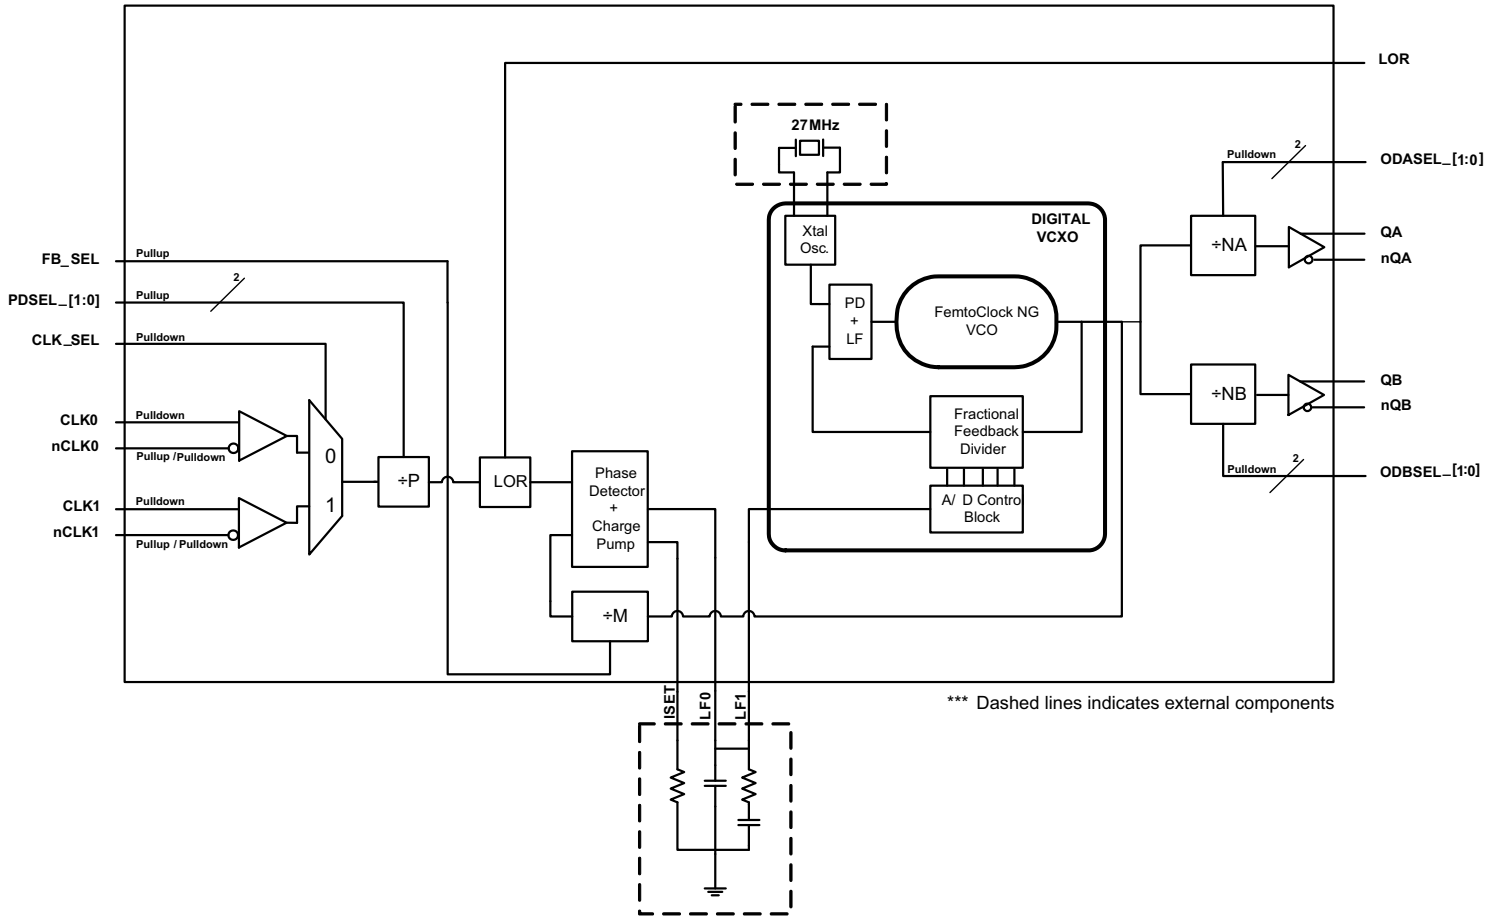 LOR
27MHz
2
Pulldown
ODASEL_[1:0]
DIGITAL
VCXO
Xtal
Osc.
÷NA
QA
nQA
FB_SEL
Pullup
2
PDSEL_[1:0]
Pullup
PD
+
LF
FemtoClock NG
VCO
CLK_SEL
Pulldown
÷NB
QB
nQB
CLK0
Pulldown
nCLK0
Pullup /Pulldown
0
1
Fractional
Feedback
Divider
2
Pulldown
ODBSEL_[1:0]
÷P
LOR
Phase
Detector
+
Charge
Pump
A/ D Contro
Block
CLK1
Pulldown
nCLK1
Pullup / Pulldown
÷M
ISET
LF0
LF1
*** Dashed lines indicates external components